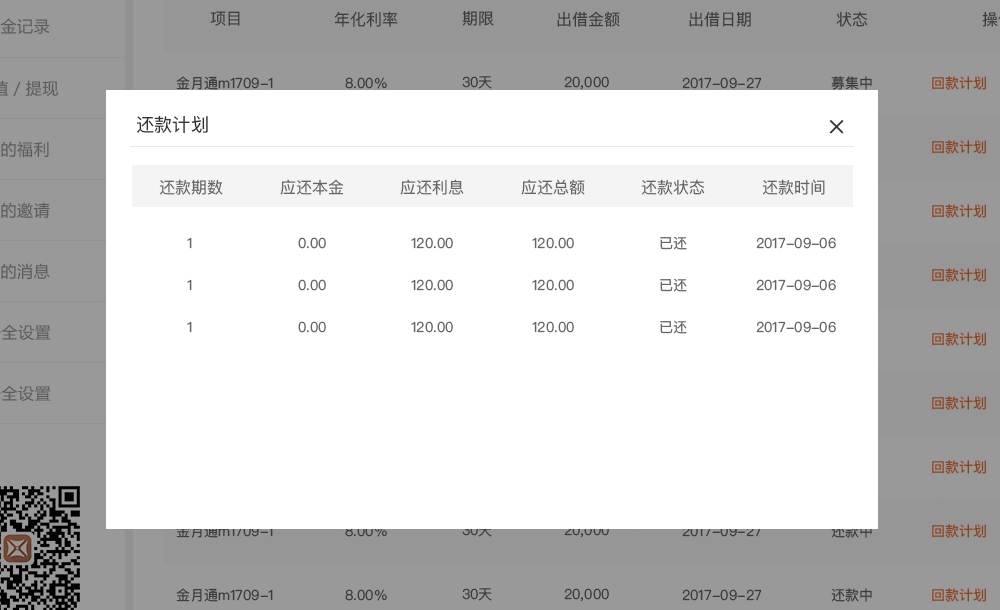 金记录
值 / 提现
的福利
的邀请
的消息
全设置
全设置
项目 年化利率 期限 出借金额 出借日期 状态 操
金月通m1709-1 8.00% 30天 20,000 2017-09-27 募集中 回款计划
回款计划
回款计划
回款计划
回款计划
回款计划
回款计划
还款计划
还款期数 应还本金 应还利息 应还总额 还款状态 还款时间
1 0.00 120.00 120.00 已还 2017-09-06
1 0.00 120.00 120.00 已还 2017-09-06
1 0.00 120.00 120.00 已还 2017-09-06
金月通m1709-1 8.00% 30天 20,000 2017-09-27 还款中 回款计划
金月通m1709-1 8.00% 30天 20,000 2017-09-27 还款中 回款计划